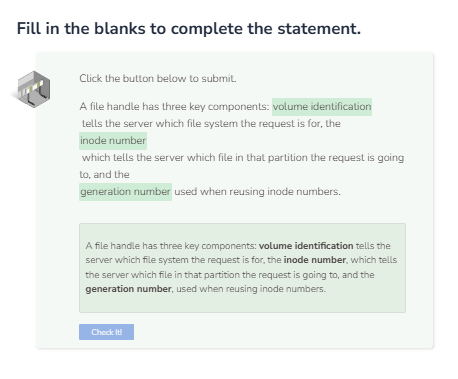 Fill in the blanks to complete the statement.
Click the button below to submit.
A file handle has three key components: volume identification
tells the server which file system the request is for, the
inode number
which tells the server which file in that partition the request is going
to, and the
generation number used when reusing inode numbers.
A file handle has three key components: volume identification tells the
server which file system the request is for, the inode number, which tells
the server which file in that partition the request is going to, and the
generation number, used when reusing inode numbers.
Check It!